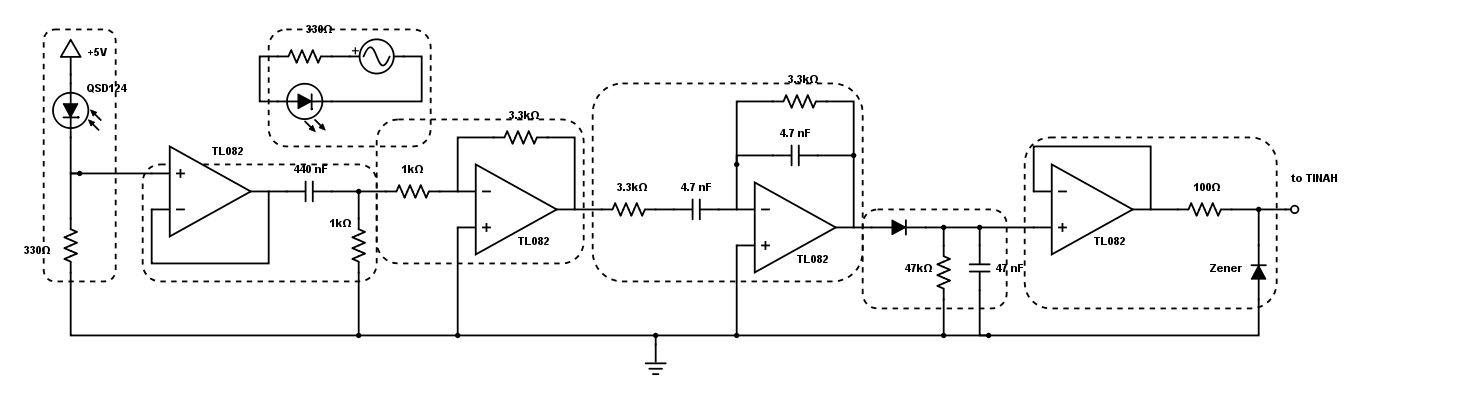 +5V
QSD124
330Ω
330Ω
+
TL082
+
−
440 nF
1kΩ
1kΩ
3.3kΩ
−
+
TL082
3.3kΩ
4.7 nF
3.3kΩ
4.7 nF
−
+
TL082
47kΩ
47 nF
−
+
TL082
100Ω
Zener
to TINAH